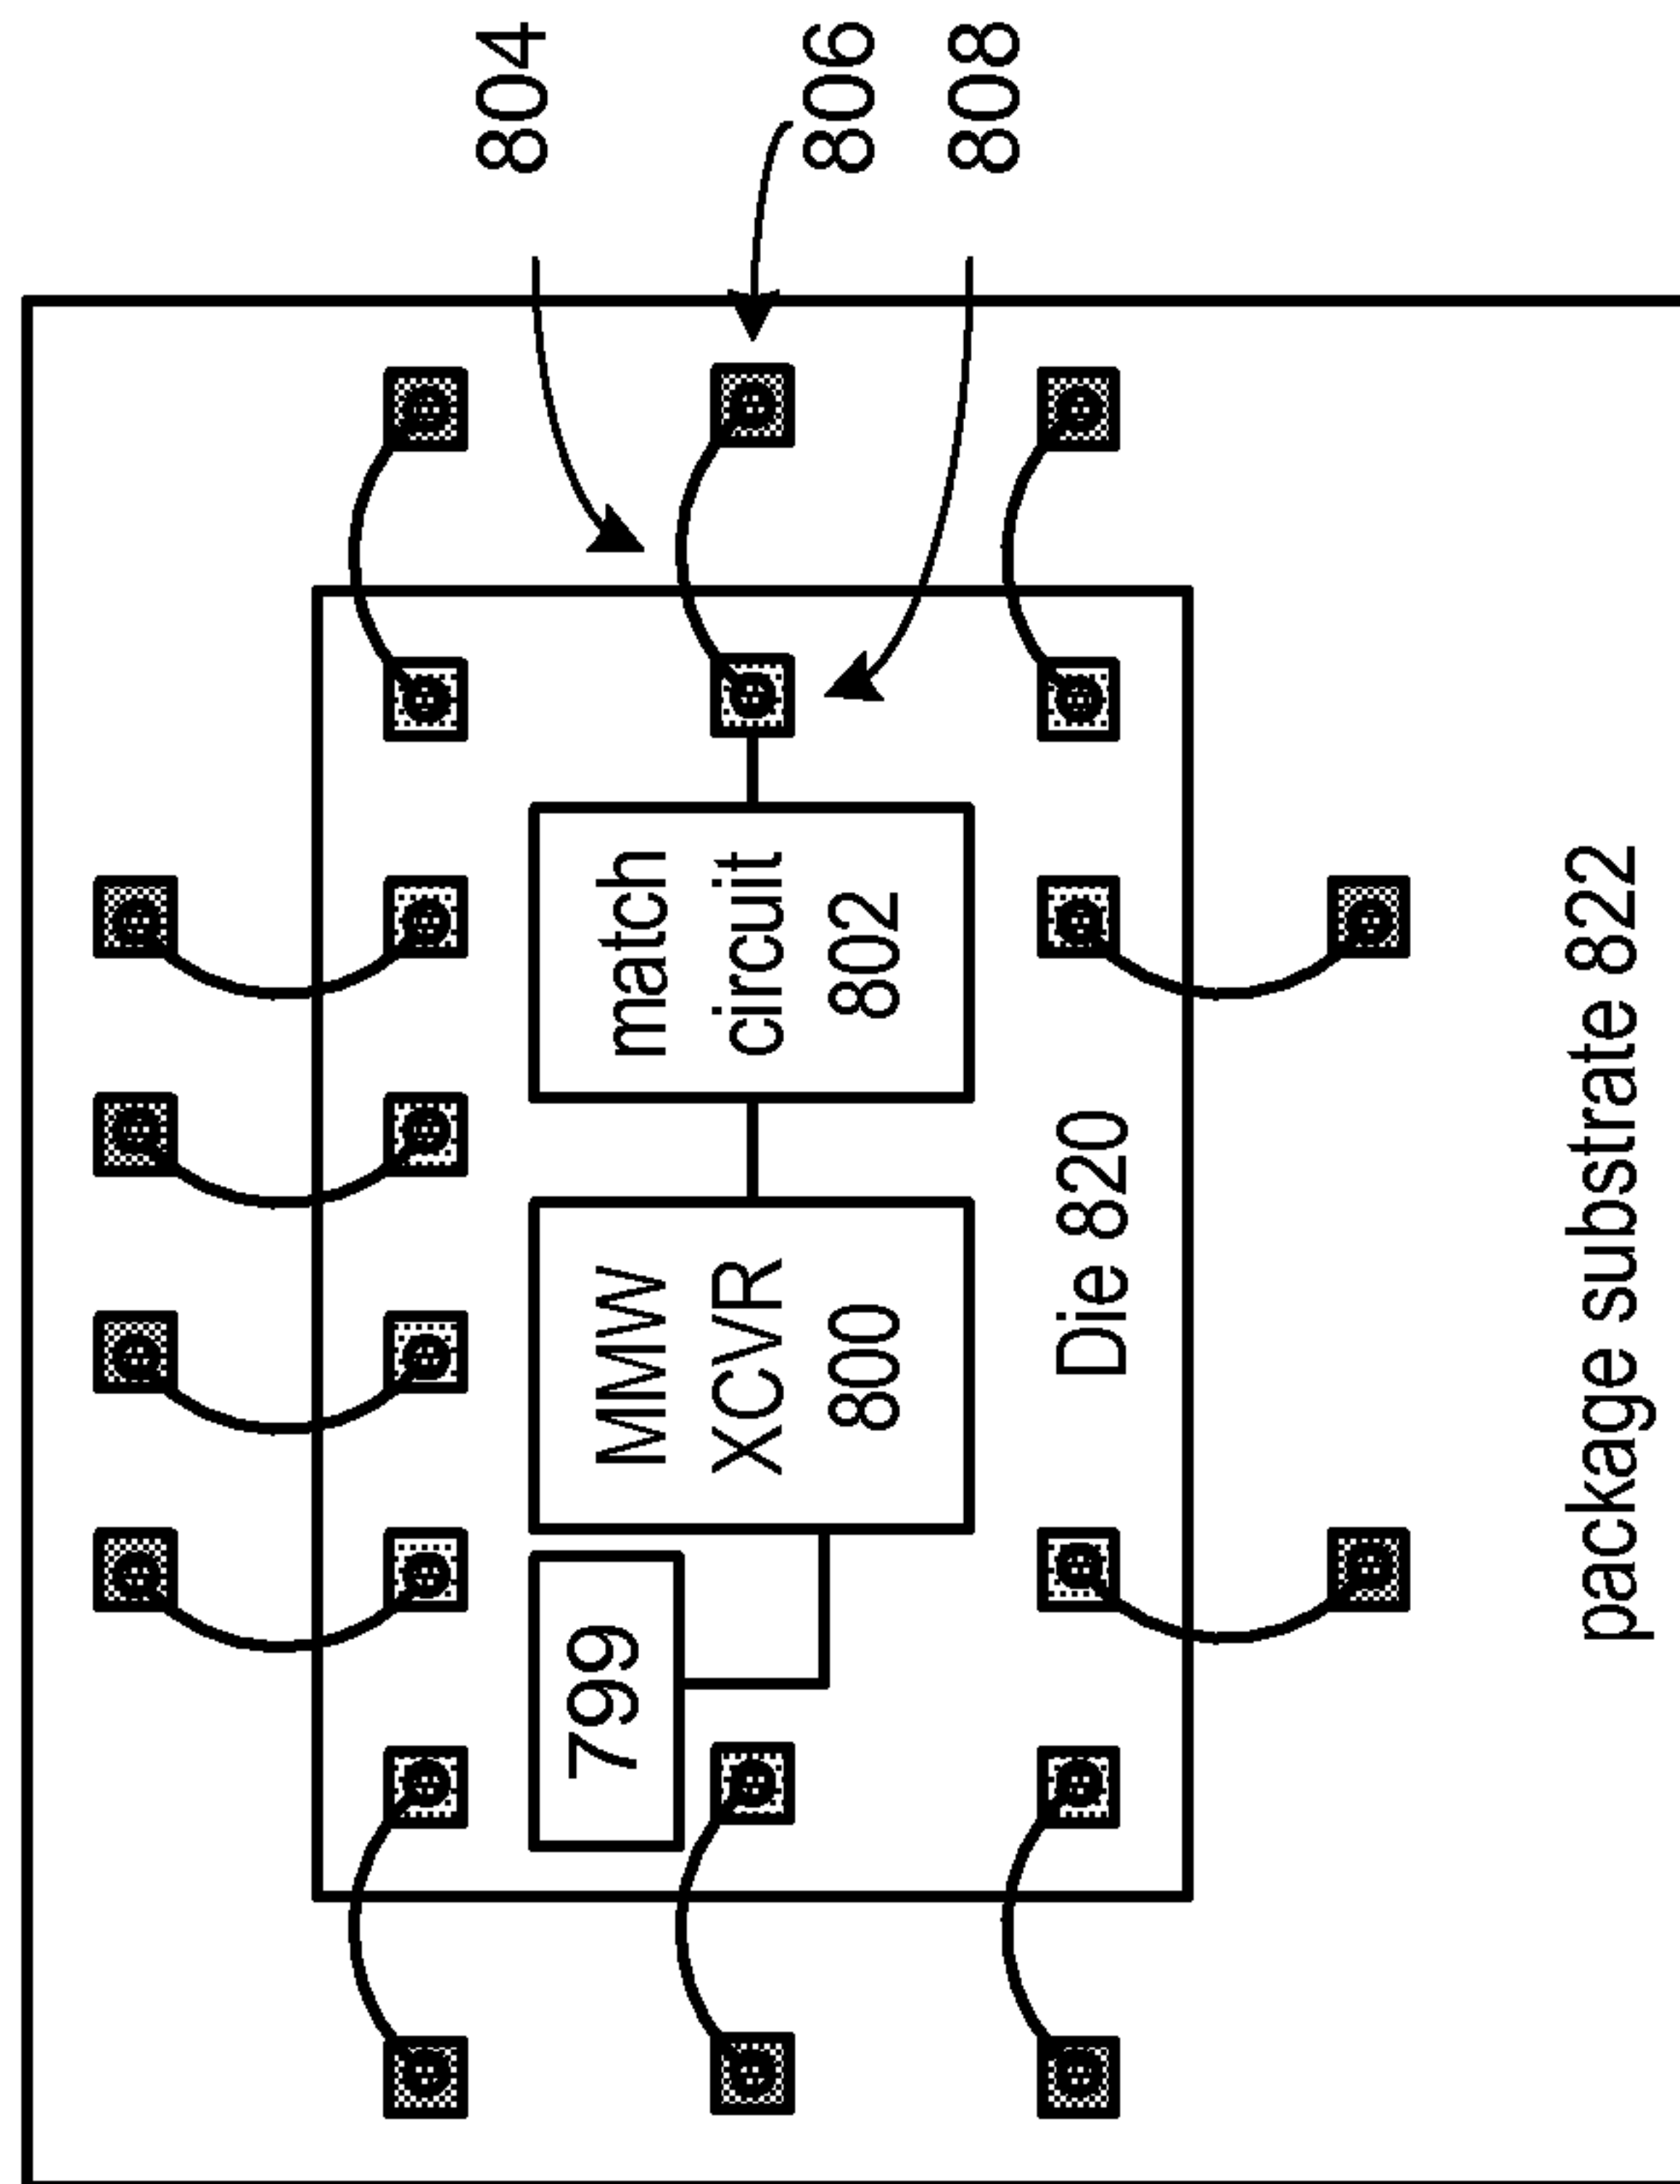 804
806
808
match
circuit
802
MMW
XCVR
800
799
Die 820
package substrate 822